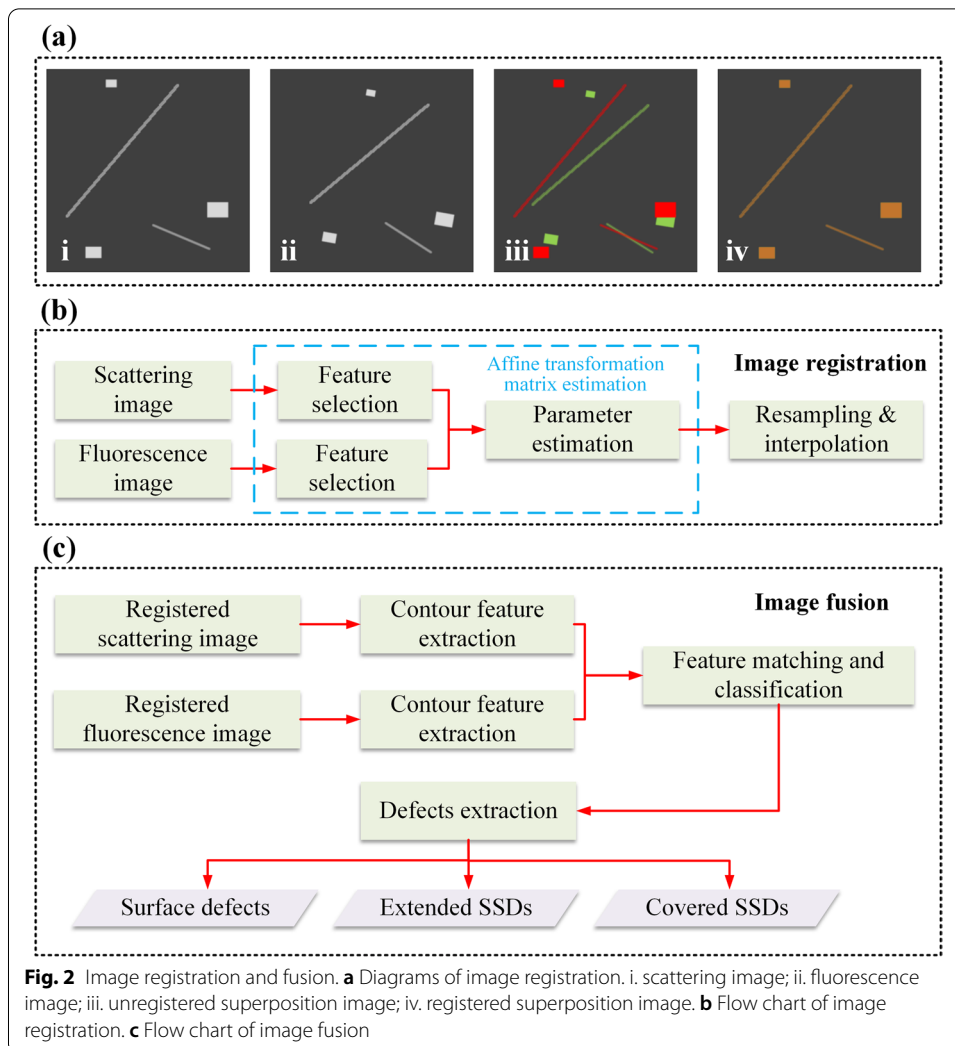 (a)
i
ii
iii
iv
(b)
Affine transformation
matrix estimation
Image registration
Scattering
image
Feature
selection
Parameter
estimation
Resampling &
interpolation
Fluorescence
image
Feature
selection
(c)
Image fusion
Registered
scattering image
Contour feature
extraction
Feature matching and
classification
Registered
fluorescence image
Contour feature
extraction
Defects extraction
Surface defects
Extended SSDs
Covered SSDs
Fig. 2 Image registration and fusion. a Diagrams of image registration. i. scattering image; ii. fluorescence
image; iii. unregistered superposition image; iv. registered superposition image. b Flow chart of image
registration. c Flow chart of image fusion